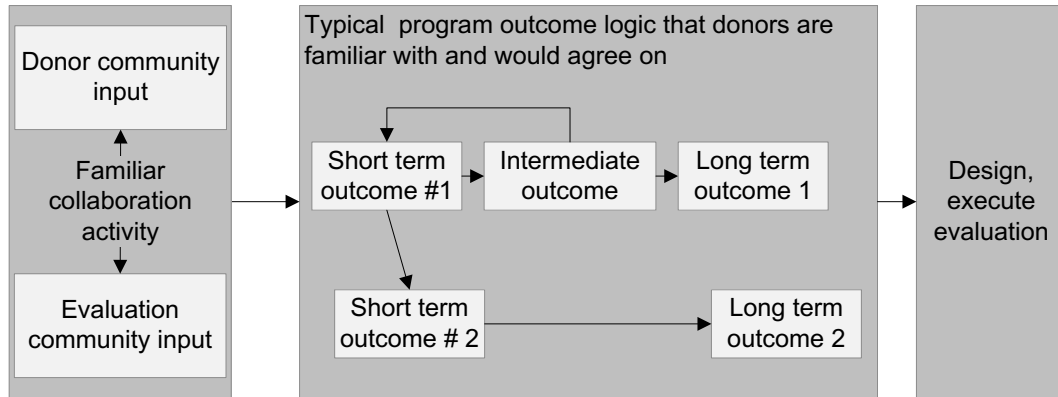 Donor community
input
Familiar
collaboration
activity
Evaluation
community input
Typical program outcome logic that donors are
familiar with and would agree on
Short term
outcome #1
Intermediate
outcome
Long term
outcome 1
Short term
outcome # 2
Long term
outcome 2
Design,
execute
evaluation